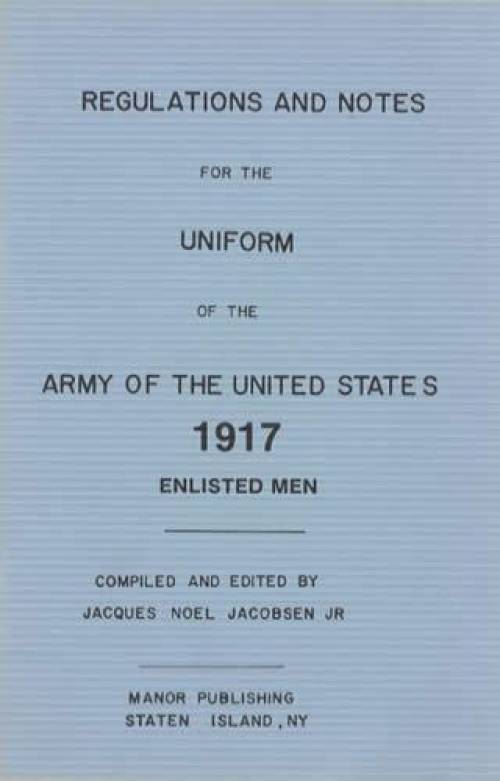 REGULATIONS AND NOTES
FOR THE
UNIFORM
OF THE
ARMY OF THE UNITED STATES
1917
ENLISTED MEN
COMPILED AND EDITED BY
JACQUES NOEL JACOBSEN JR
MANOR PUBLISHING
STATEN ISLAND, NY